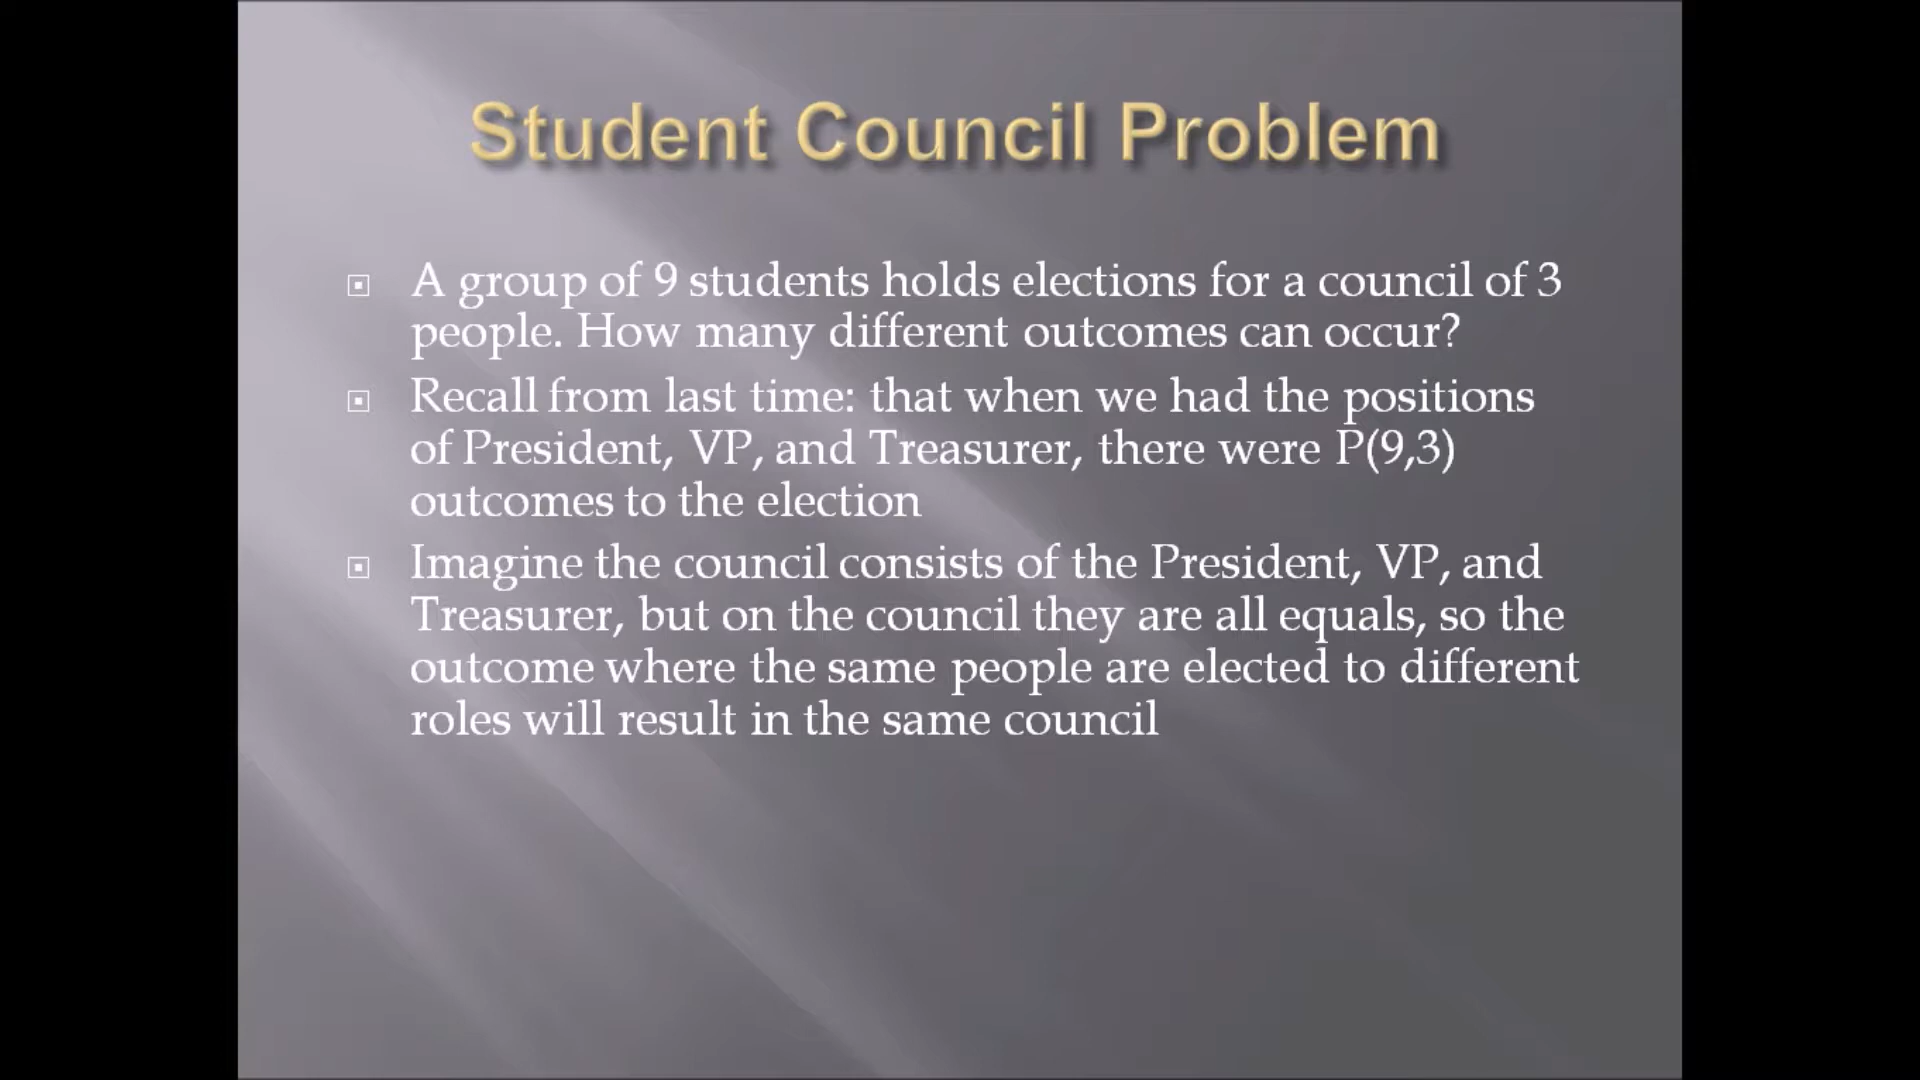 Student Council Problem
A group of 9 students holds elections for a council of 3
people. How many different outcomes can occur?
Recall from last time: that when we had the positions
of President, VP, and Treasurer, there were P(9,3)
outcomes to the election
Imagine the council consists of the President, VP, and
Treasurer, but on the council they are all equals, so the
outcome where the same people are elected to different
roles will result in the same council